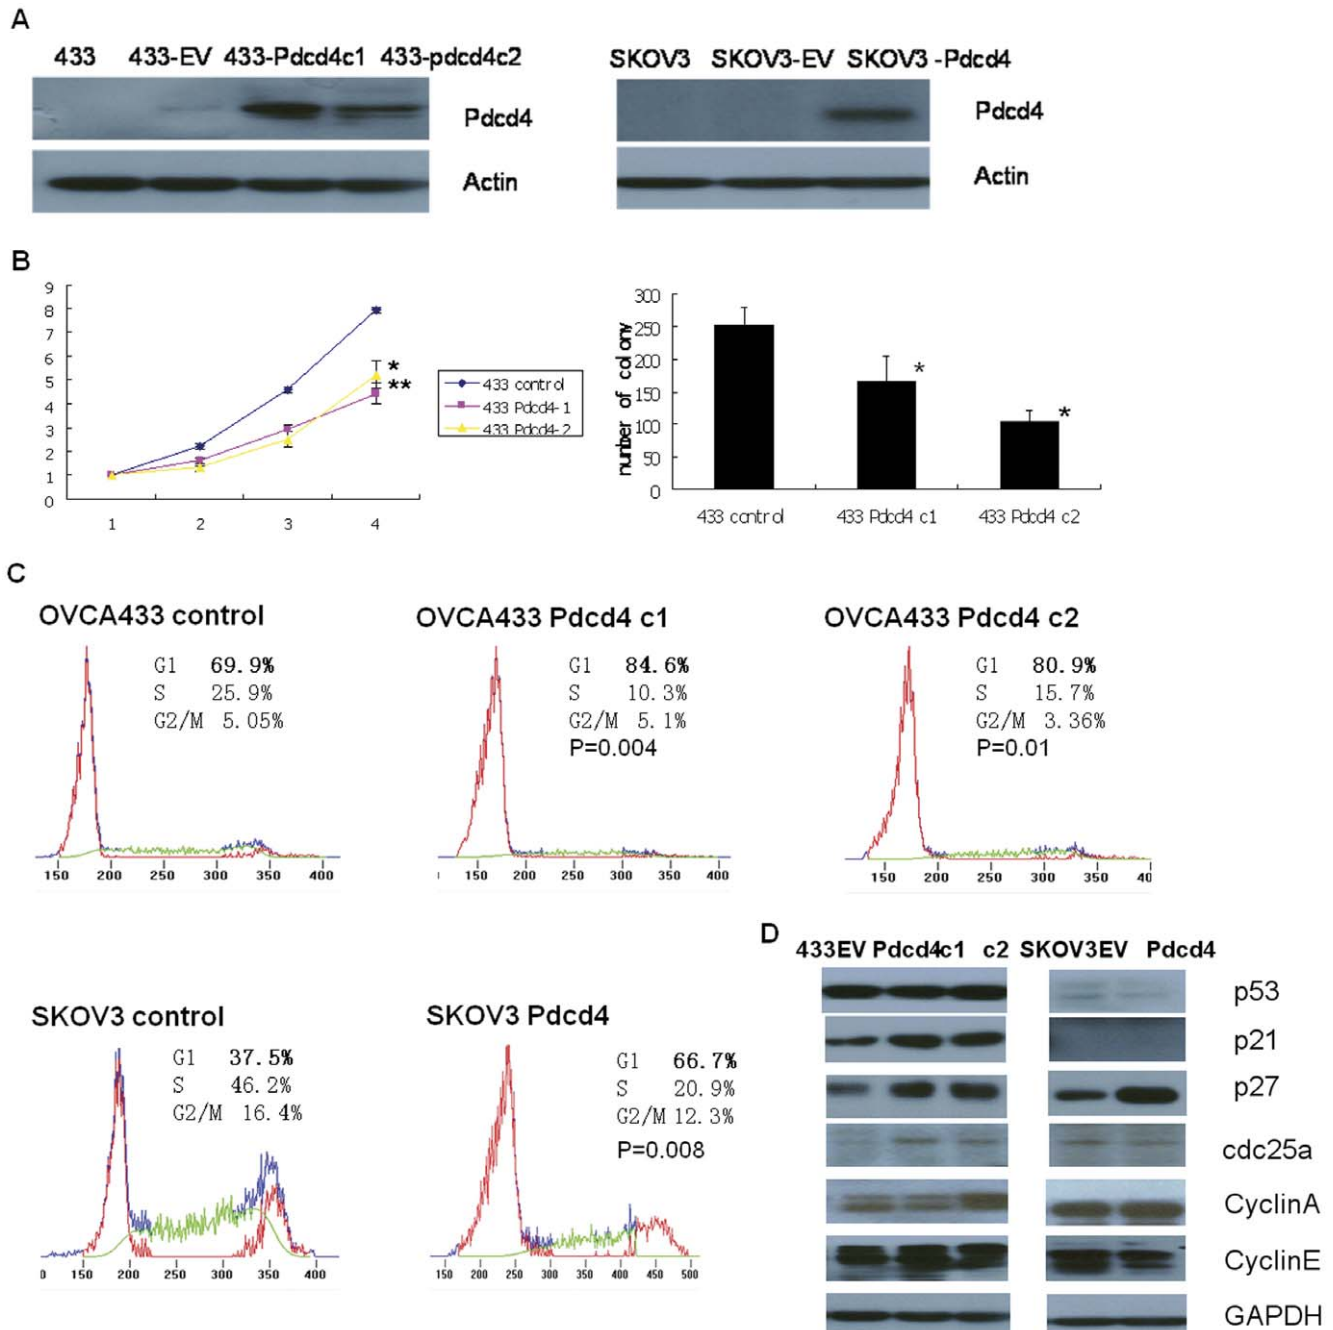 A
433 433-EV 433-Pdcd4c1 433-pdcd4c2
Pdcd4
Actin
SKOV3 SKOV3-EV SKOV3 -Pdcd4
Pdcd4
Actin
B
9
8
7
6
5
4
3
2
1
0
1 2 3 4
*
**
433 control
433 Pdcd4-1
433 Pdcd4-2
number of colony
300
250
200
150
100
50
0
*
*
433 control 433 Pdcd4 c1 433 Pdcd4 c2
C
OVCA433 control
G1 69.9%
S 25.9%
G2/M 5.05%
150 200 250 300 350 400
OVCA433 Pdcd4 c1
G1 84.6%
S 10.3%
G2/M 5.1%
P=0.004
150 200 250 300 350 400
OVCA433 Pdcd4 c2
G1 80.9%
S 15.7%
G2/M 3.36%
P=0.01
150 200 250 300 350 40
SKOV3 control
G1 37.5%
S 46.2%
G2/M 16.4%
0 150 200 250 300 350 400
SKOV3 Pdcd4
G1 66.7%
S 20.9%
G2/M 12.3%
P=0.008
150 200 250 300 350 400 450 500
D
433EV Pdcd4c1 c2 SKOV3EV Pdcd4
p53
p21
p27
cdc25a
CyclinA
CyclinE
GAPDH